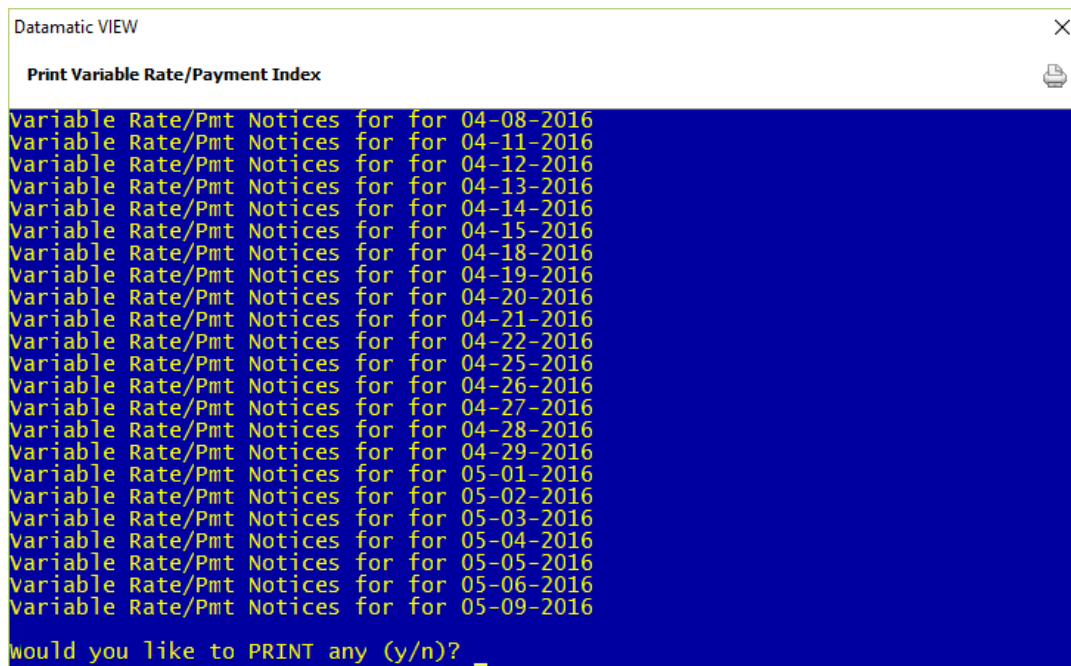 Datamatic VIEW
Print Variable Rate/Payment Index
Variable Rate/Pmt Notices for for 04-08-2016
Variable Rate/Pmt Notices for for 04-11-2016
Variable Rate/Pmt Notices for for 04-12-2016
Variable Rate/Pmt Notices for for 04-13-2016
Variable Rate/Pmt Notices for for 04-14-2016
Variable Rate/Pmt Notices for for 04-15-2016
Variable Rate/Pmt Notices for for 04-18-2016
Variable Rate/Pmt Notices for for 04-19-2016
Variable Rate/Pmt Notices for for 04-20-2016
Variable Rate/Pmt Notices for for 04-21-2016
Variable Rate/Pmt Notices for for 04-22-2016
Variable Rate/Pmt Notices for for 04-25-2016
Variable Rate/Pmt Notices for for 04-26-2016
Variable Rate/Pmt Notices for for 04-27-2016
Variable Rate/Pmt Notices for for 04-28-2016
Variable Rate/Pmt Notices for for 04-29-2016
Variable Rate/Pmt Notices for for 05-01-2016
Variable Rate/Pmt Notices for for 05-02-2016
Variable Rate/Pmt Notices for for 05-03-2016
Variable Rate/Pmt Notices for for 05-04-2016
Variable Rate/Pmt Notices for for 05-05-2016
Variable Rate/Pmt Notices for for 05-06-2016
Variable Rate/Pmt Notices for for 05-09-2016
Would you like to PRINT any (y/n)? _